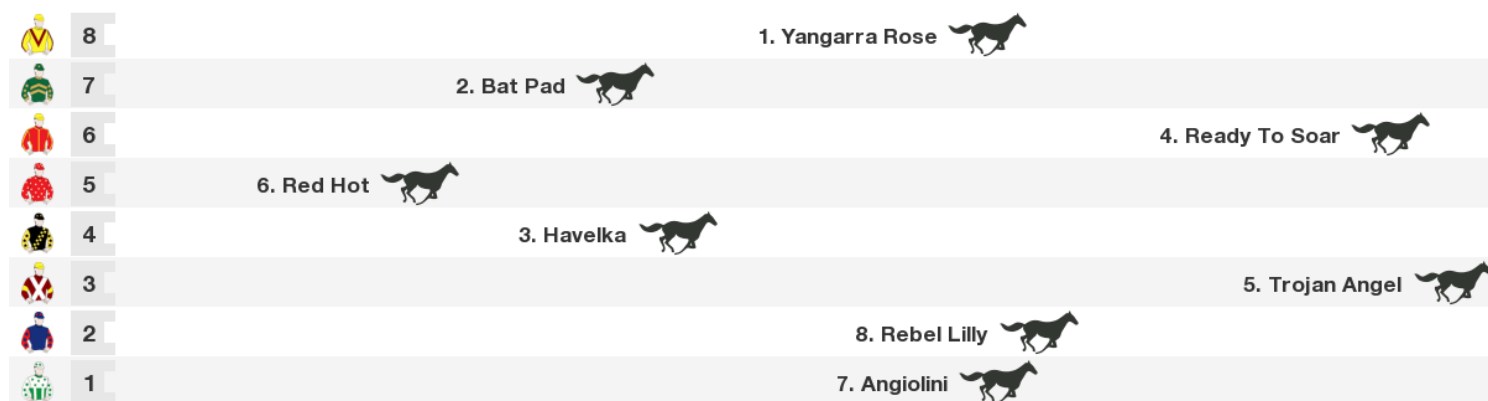 8 1. Yangarra Rose
7 2. Bat Pad
6 4. Ready To Soar
5 6. Red Hot
4 3. Havelka
3 5. Trojan Angel
2 8. Rebel Lilly
1 7. Angiolini